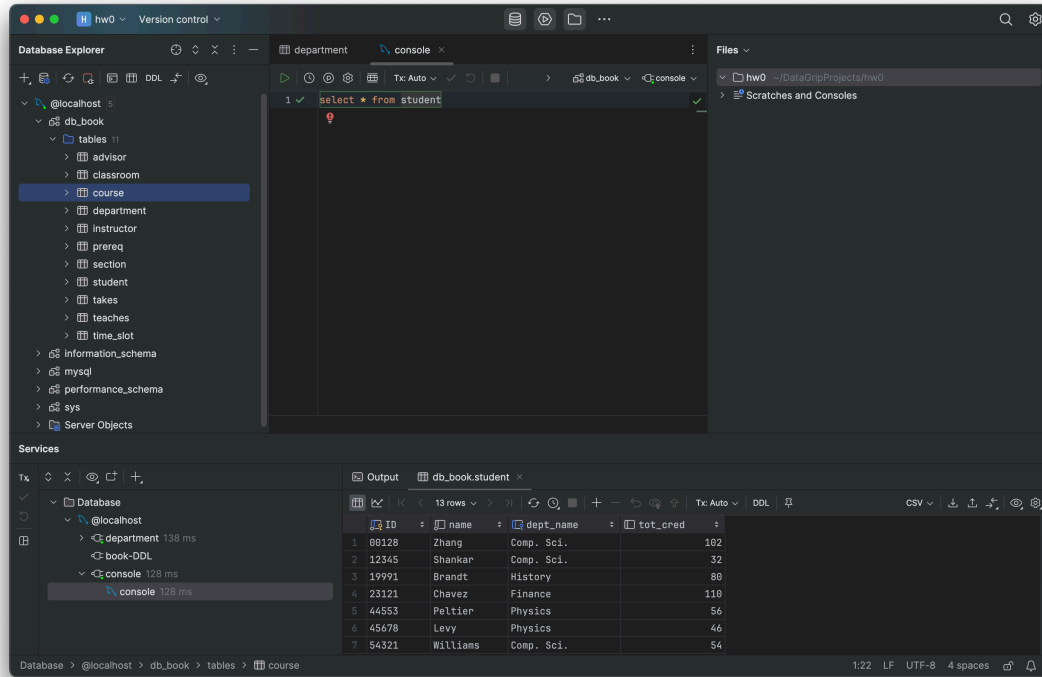 H hw0 Version control
Database Explorer
DDL
@localhost 5
db_book
tables 11
advisor
classroom
course
department
instructor
prereq
section
student
takes
teaches
time_slot
information_schema
mysql
performance_schema
sys
Server Objects
department console
Tx: Auto db_book console
1 select * from student
Files
hw0 ~/DataGripProjects/hw0
Scratches and Consoles
Services
Tx
Database
@localhost
department 138 ms
book-DDL
console 128 ms
console 128 ms
Output db_book.student
13 rows Tx: Auto DDL CSV
ID name dept_name tot_cred
1 00128 Zhang Comp. Sci. 102
2 12345 Shankar Comp. Sci. 32
3 19991 Brandt History 80
4 23121 Chavez Finance 110
5 44553 Peltier Physics 56
6 45678 Levy Physics 46
7 54321 Williams Comp. Sci. 54
Database > @localhost > db_book > tables > course
1:22 LF UTF-8 4 spaces